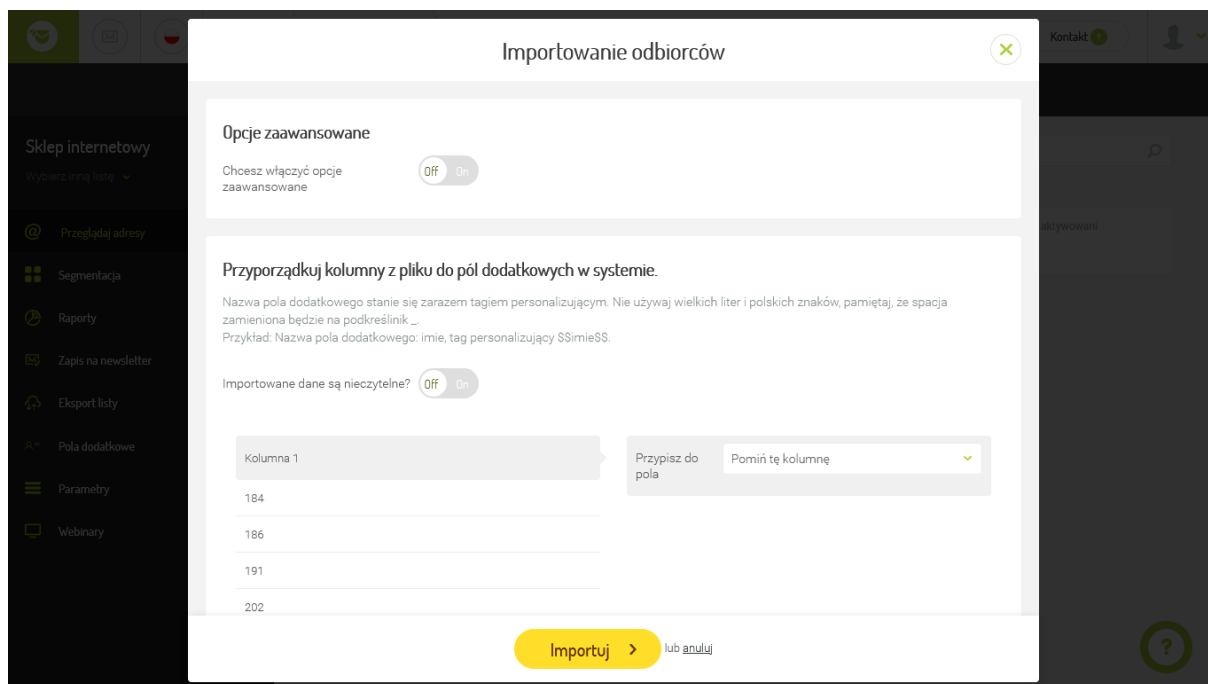 Importowanie odbiorców
Kontakt
Sklep internetowy
Wybierz inną listę
Przeglądaj adresy
Segmentacja
Raporty
Zapis na newsletter
Eksport listy
Pola dodatkowe
Parametry
Webinary
aktywowani
Opcje zaawansowane
Chcesz włączyć opcje
zaawansowane
Off On
Przyporządkuj kolumny z pliku do pól dodatkowych w systemie.
Nazwa pola dodatkowego stanie się zarazem tagiem personalizującym. Nie używaj wielkich liter i polskich znaków, pamiętaj, że spacja
zamieniona będzie na podkreślinik _.
Przykład: Nazwa pola dodatkowego: imie, tag personalizujący $$imie$$.
Importowane dane są nieczytelne? Off On
Kolumna 1
184
186
191
202
Przypisz do
pola
Pomiń tę kolumnę
Importuj > lub anuluj
?